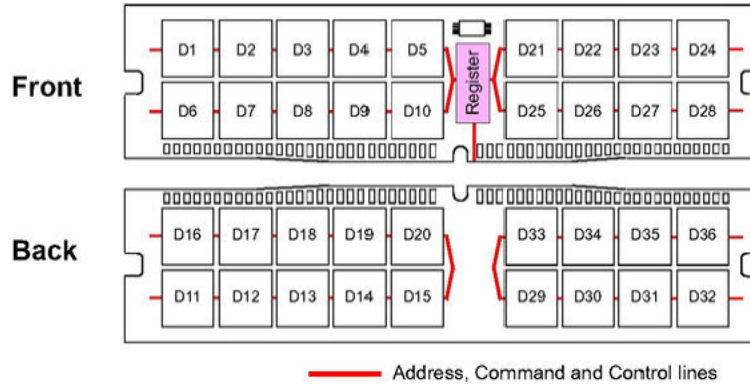 D1 D2 D3 D4 D5 D21 D22 D23 D24
Front
Register
D6 D7 D8 D9 D10 D25 D26 D27 D28
D16 D17 D18 D19 D20 D33 D34 D35 D36
Back
D11 D12 D13 D14 D15 D29 D30 D31 D32
Address, Command and Control lines